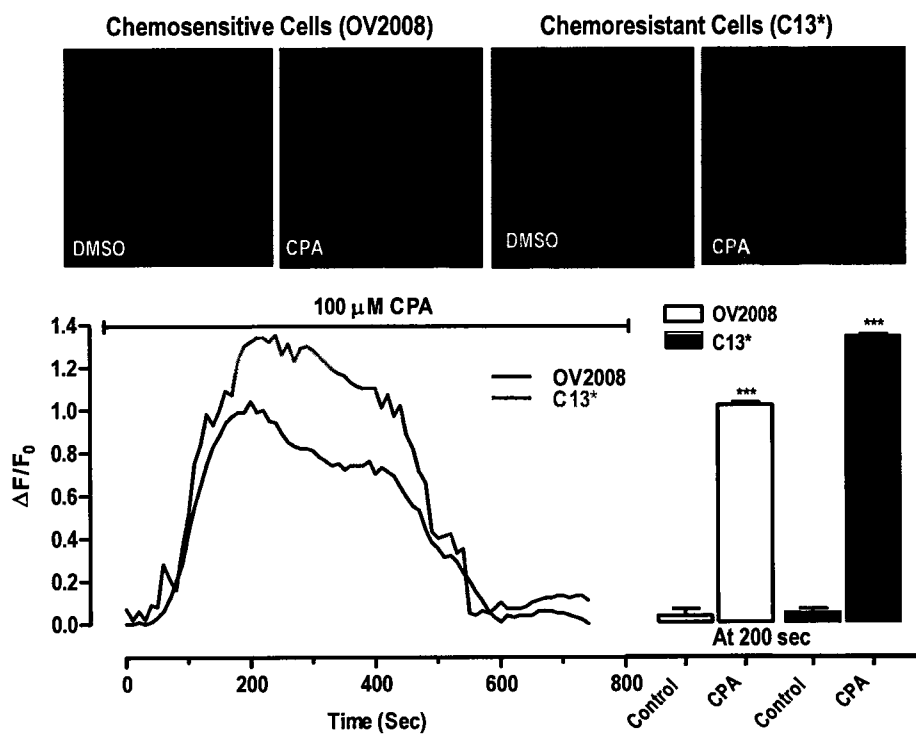 Chemosensitive Cells (OV2008)
Chemoresistant Cells (C13*)
DMSO
CPA
DMSO
CPA
100 μM CPA
OV2008
C13*
OV2008
C13*
***
***
ΔF/F0
1.4
1.2
1.0
0.8
0.6
0.4
0.2
0.0
At 200 sec
0
200
400
600
800
Time (Sec)
Control
CPA
Control
CPA